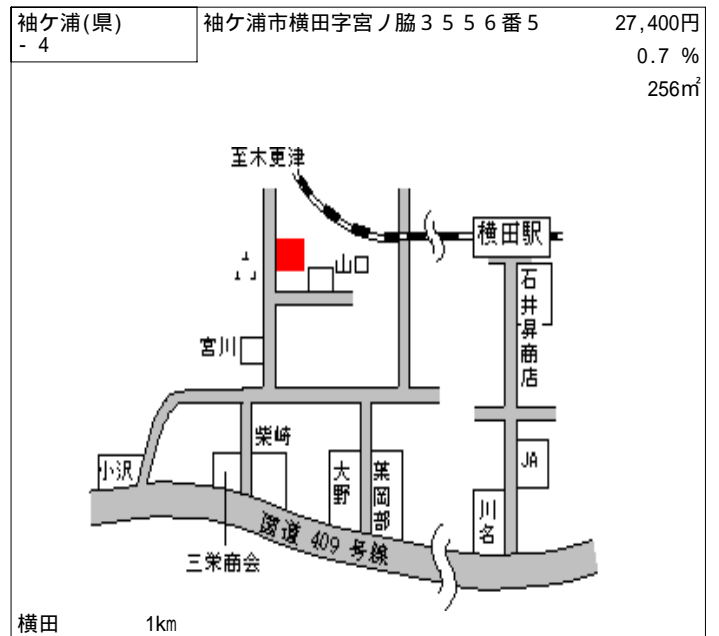 袖ケ浦(県)
- 4
袖ケ浦市横田字宮ノ脇3556番5
27,400円
0.7 %
256㎡
至木更津
横田駅
山口
石井昇商店
宮川
柴崎
小沢
大野
葉岡部
JA
川名
国道 409 号線
三栄商会
横田 1km